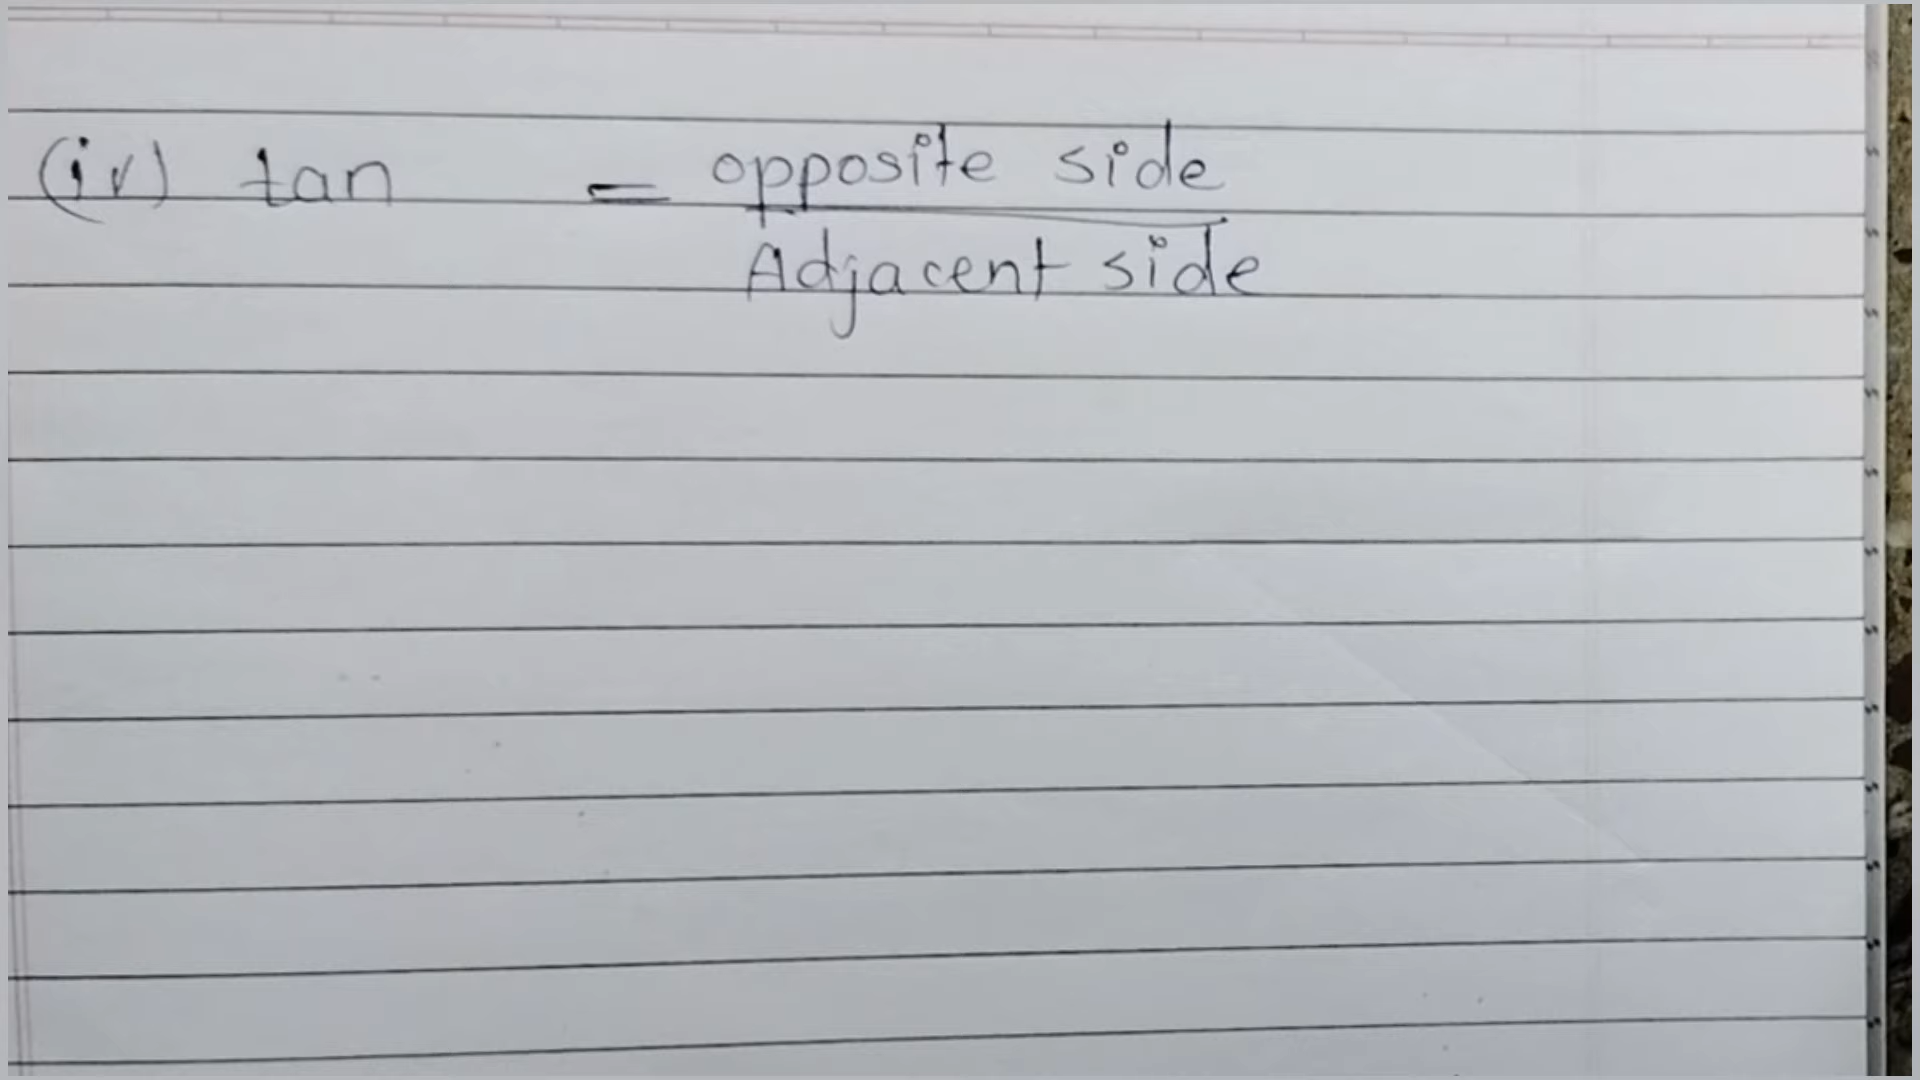 (iv) tan = opposite side
Adjacent side